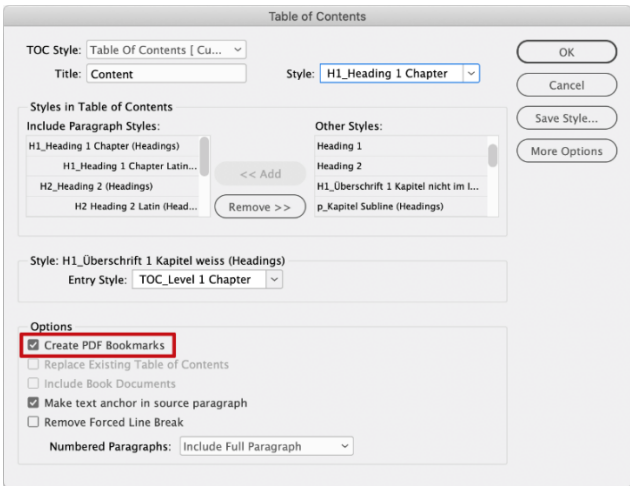 Table of Contents
TOC Style: Table Of Contents [ Cu...
OK
Title: Content
Style: H1_Heading 1 Chapter
Cancel
Styles in Table of Contents
Save Style...
Include Paragraph Styles:
Other Styles:
More Options
H1_Heading 1 Chapter (Headings)
Heading 1
H1_Heading 1 Chapter Latin...
<< Add
Heading 2
H2_Heading 2 (Headings)
H1_Überschrift 1 Kapitel nicht im I...
H2 Heading 2 Latin (Head...
Remove >>
p_Kapitel Subline (Headings)
Style: H1_Überschrift 1 Kapitel weiss (Headings)
Entry Style: TOC_Level 1 Chapter
Options
Create PDF Bookmarks
Replace Existing Table of Contents
Include Book Documents
Make text anchor in source paragraph
Remove Forced Line Break
Numbered Paragraphs: Include Full Paragraph